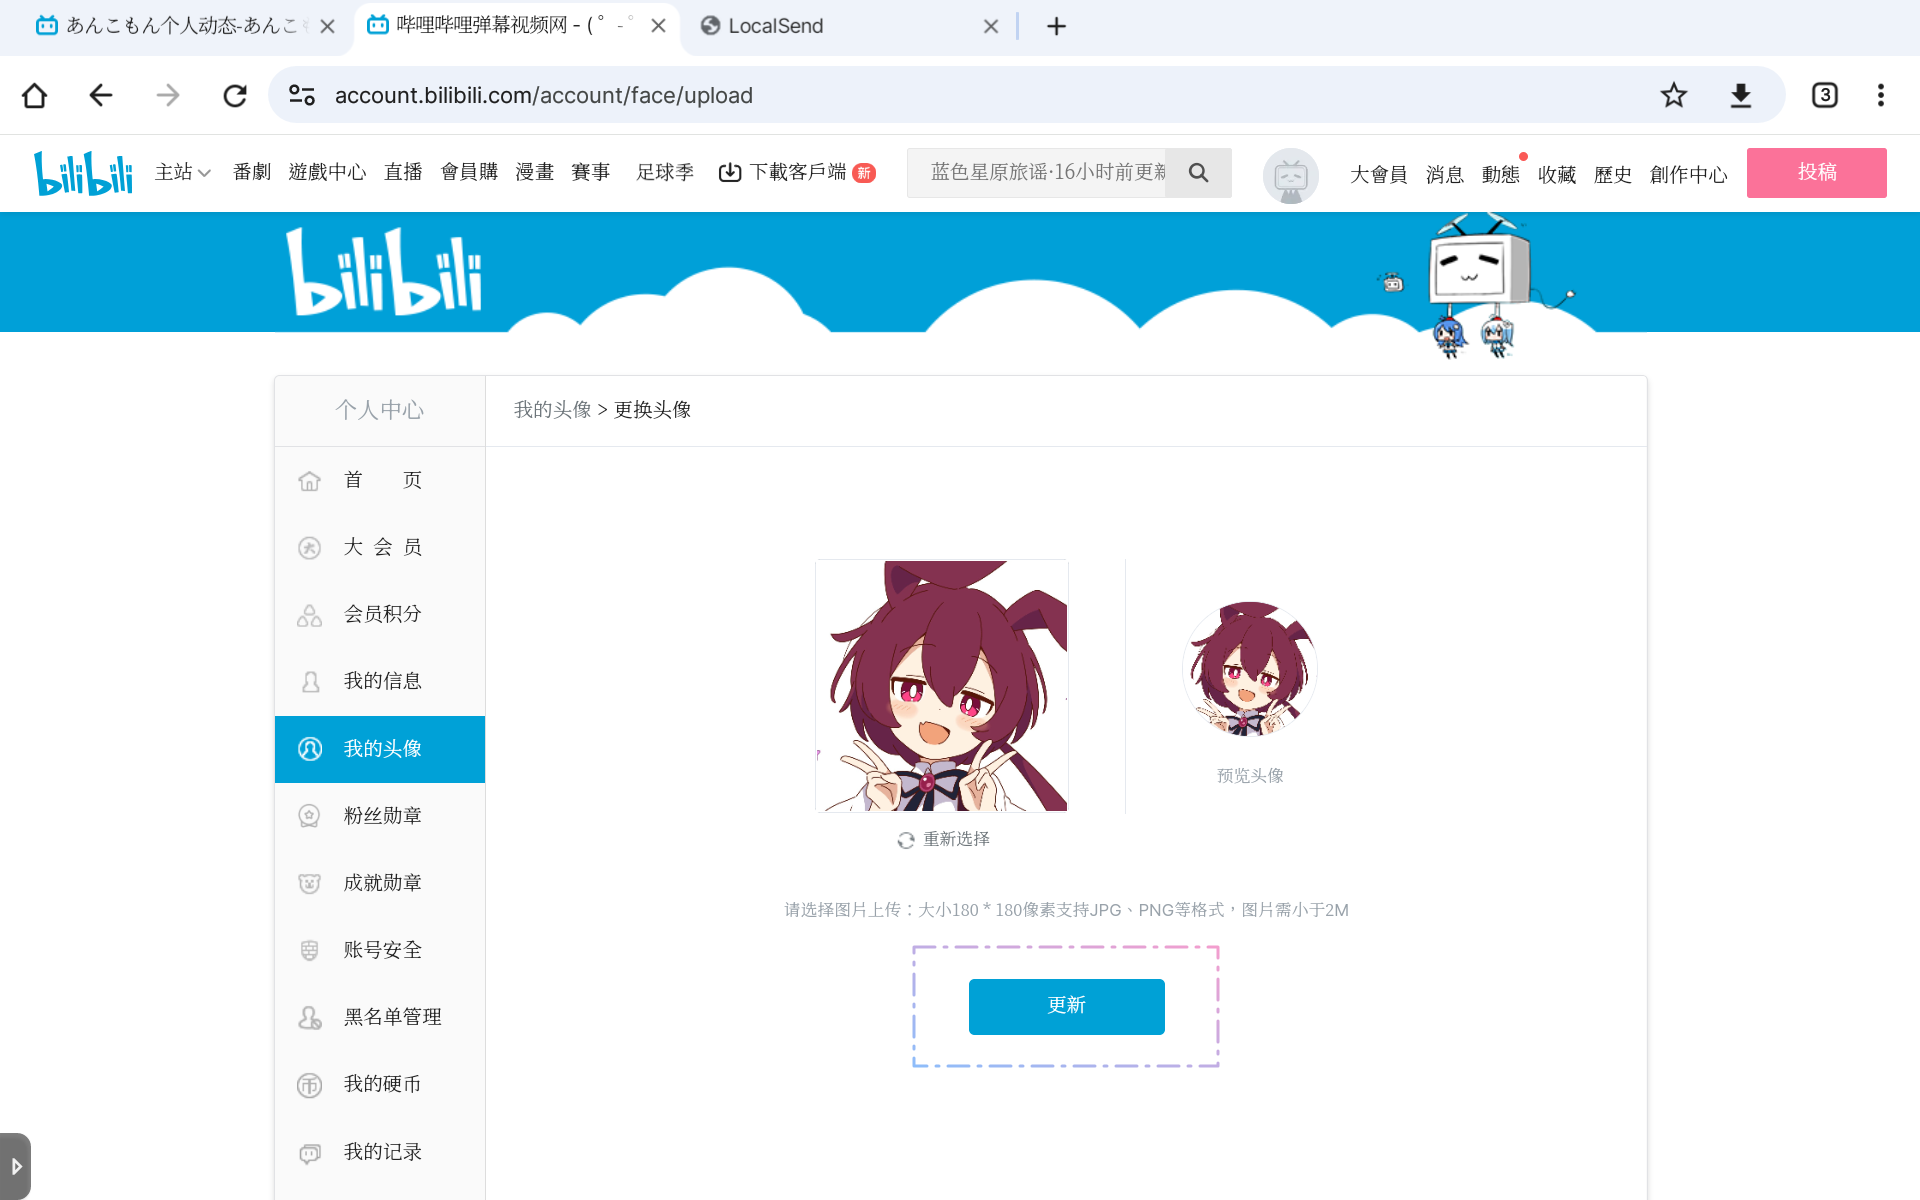 あんこもん个人动态-あんこ
哔哩哔哩弹幕视频网 - ( ゜- ゜
LocalSend
account.bilibili.com/account/face/upload
3
bilibili
主站
番劇
遊戲中心
直播
會員購
漫畫
賽事
足球季
下載客戶端
新
蓝色星原旅谣·16小时前更新
大會員
消息
動態
收藏
歷史
創作中心
投稿
bilibili
个人中心
我的头像 > 更换头像
首 页
大 会 员
会员积分
我的信息
我的头像
粉丝勋章
成就勋章
账号安全
黑名单管理
我的硬币
我的记录
重新选择
预览头像
请选择图片上传：大小180 * 180像素支持JPG、PNG等格式，图片需小于2M
更新